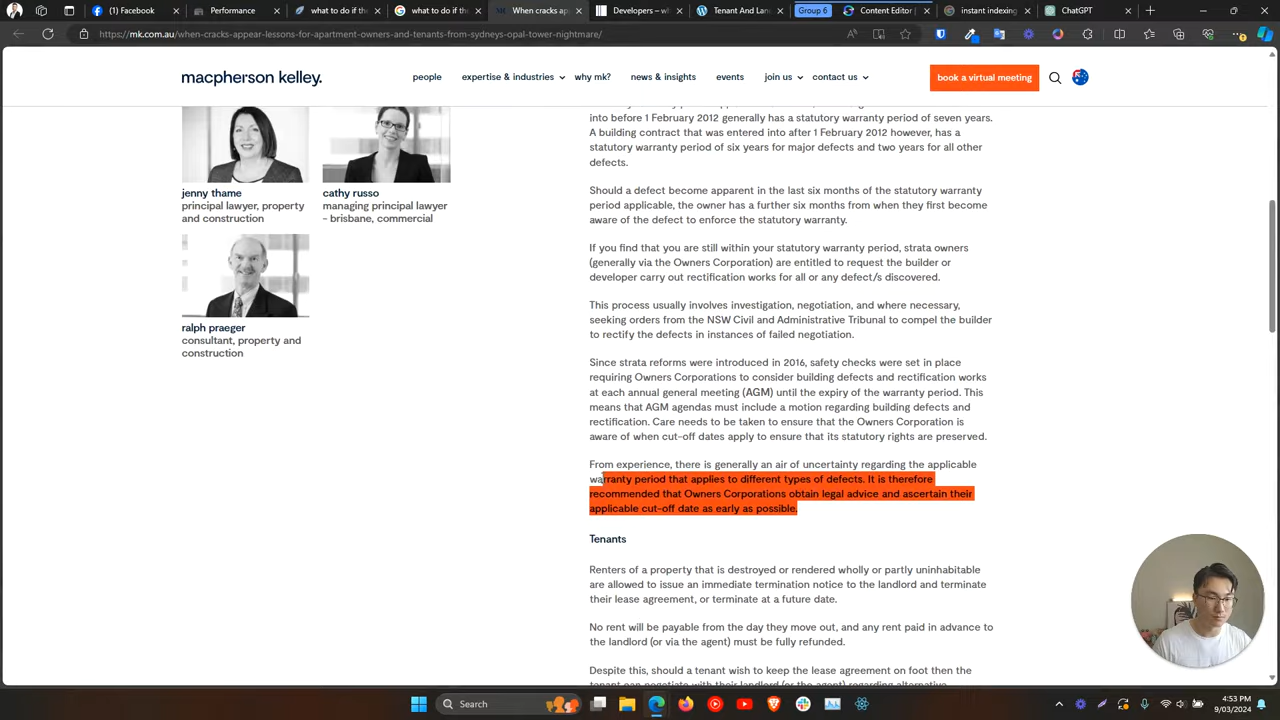 Facebook
Performance
what to do if th
what to do if th
When cracks ap
Developers – w
Tenant And Lan
Group 6
Content Editor
instant indexing
ChatGPT
https://mk.com.au/when-cracks-appear-lessons-for-apartment-owners-and-tenants-from-sydneys-opal-tower-nightmare/
macpherson kelley.
people
expertise & industries
why mk?
news & insights
events
join us
contact us
book a virtual meeting
jenny thame
principal lawyer, property
and construction
cathy russo
managing principal lawyer
- brisbane, commercial
ralph praeger
consultant, property and
construction
into before 1 February 2012 generally has a statutory warranty period of seven years.
A building contract that was entered into after 1 February 2012 however, has a
statutory warranty period of six years for major defects and two years for all other
defects.
Should a defect become apparent in the last six months of the statutory warranty
period applicable, the owner has a further six months from when they first become
aware of the defect to enforce the statutory warranty.
If you find that you are still within your statutory warranty period, strata owners
(generally via the Owners Corporation) are entitled to request the builder or
developer carry out rectification works for all or any defect/s discovered.
This process usually involves investigation, negotiation, and where necessary,
seeking orders from the NSW Civil and Administrative Tribunal to compel the builder
to rectify the defects in instances of failed negotiation.
Since strata reforms were introduced in 2016, safety checks were set in place
requiring Owners Corporations to consider building defects and rectification works
at each annual general meeting (AGM) until the expiry of the warranty period. This
means that AGM agendas must include a motion regarding building defects and
rectification. Care needs to be taken to ensure that the Owners Corporation is
aware of when cut-off dates apply to ensure that its statutory rights are preserved.
From experience, there is generally an air of uncertainty regarding the applicable
warranty period that applies to different types of defects. It is therefore
recommended that Owners Corporations obtain legal advice and ascertain their
applicable cut-off date as early as possible.
Tenants
Renters of a property that is destroyed or rendered wholly or partly uninhabitable
are allowed to issue an immediate termination notice to the landlord and terminate
their lease agreement, or terminate at a future date.
No rent will be payable from the day they move out, and any rent paid in advance to
the landlord (or via the agent) must be fully refunded.
Despite this, should a tenant wish to keep the lease agreement on foot then the
tenant can negotiate with their landlord (or the agent) regarding alternative
Search
4:53 PM
9/03/2024